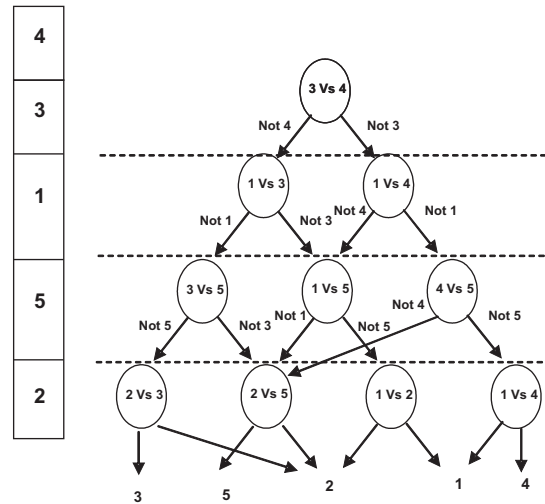 4
3
1
5
2
3 Vs 4
Not 4 Not 3
1 Vs 3 1 Vs 4
Not 1 Not 3 Not 4 Not 1
3 Vs 5 1 Vs 5 4 Vs 5
Not 5 Not 3 Not 1 Not 5 Not 4 Not 5
2 Vs 3 2 Vs 5 1 Vs 2 1 Vs 4
3 5 2 1 4